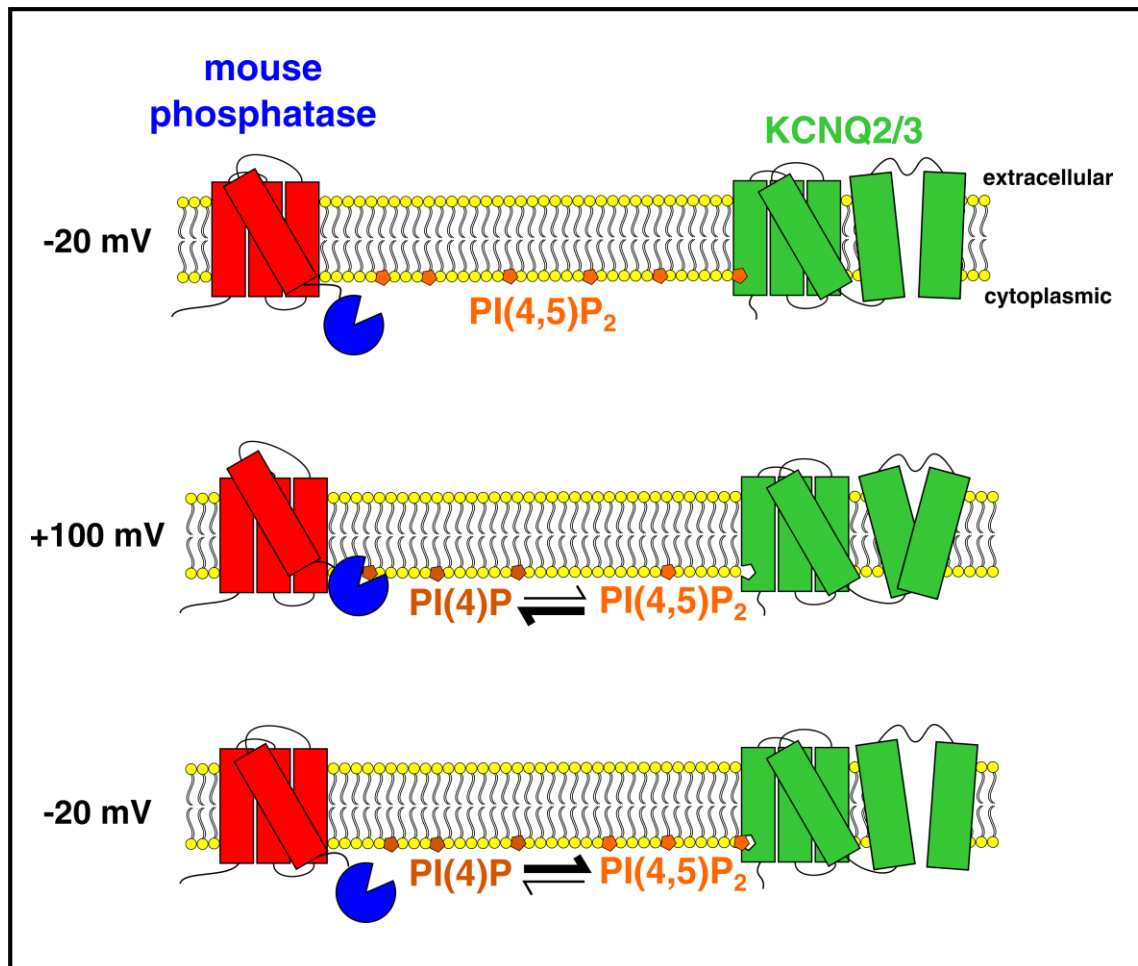 mouse
phosphatase
KCNQ2/3
extracellular
-20 mV
cytoplasmic
PI(4,5)P₂
+100 mV
PI(4)P
PI(4,5)P₂
-20 mV
PI(4)P
PI(4,5)P₂